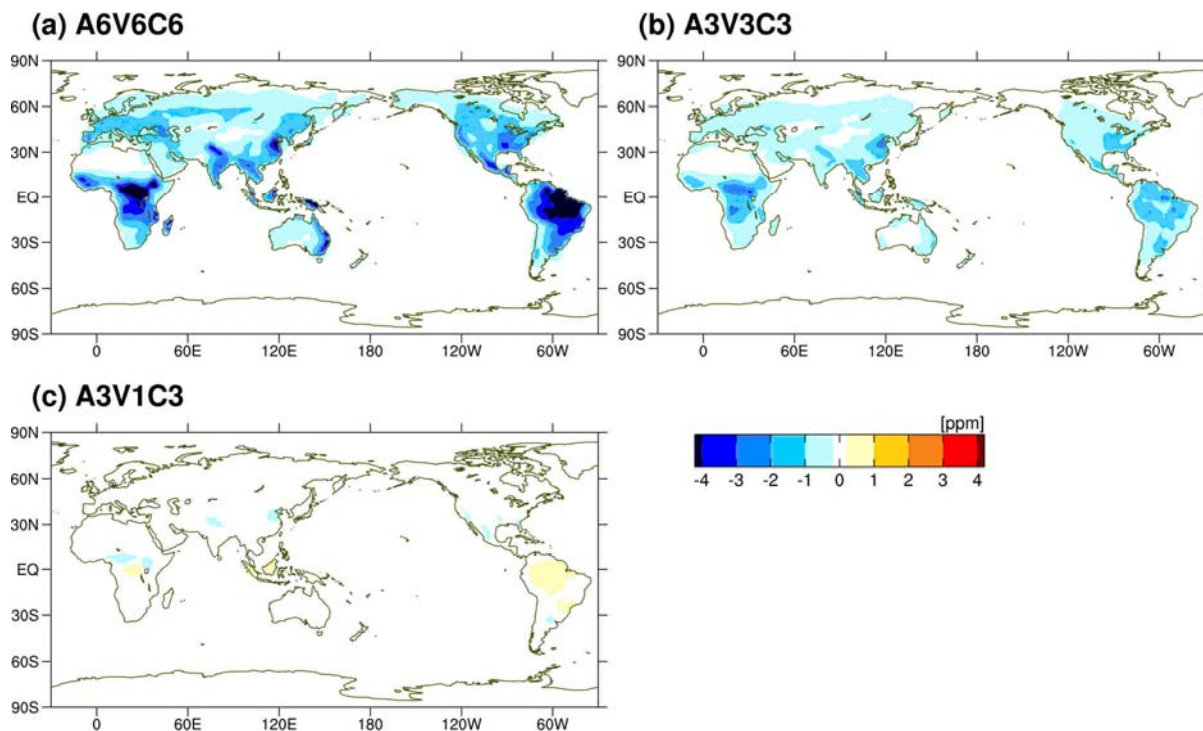 (a) A6V6C6
(b) A3V3C3
90N
60N
30N
EQ
30S
60S
90S
0 60E 120E 180 120W 60W
90N
60N
30N
EQ
30S
60S
90S
0 60E 120E 180 120W 60W
(c) A3V1C3
90N
60N
30N
EQ
30S
60S
90S
0 60E 120E 180 120W 60W
[ppm]
-4 -3 -2 -1 0 1 2 3 4